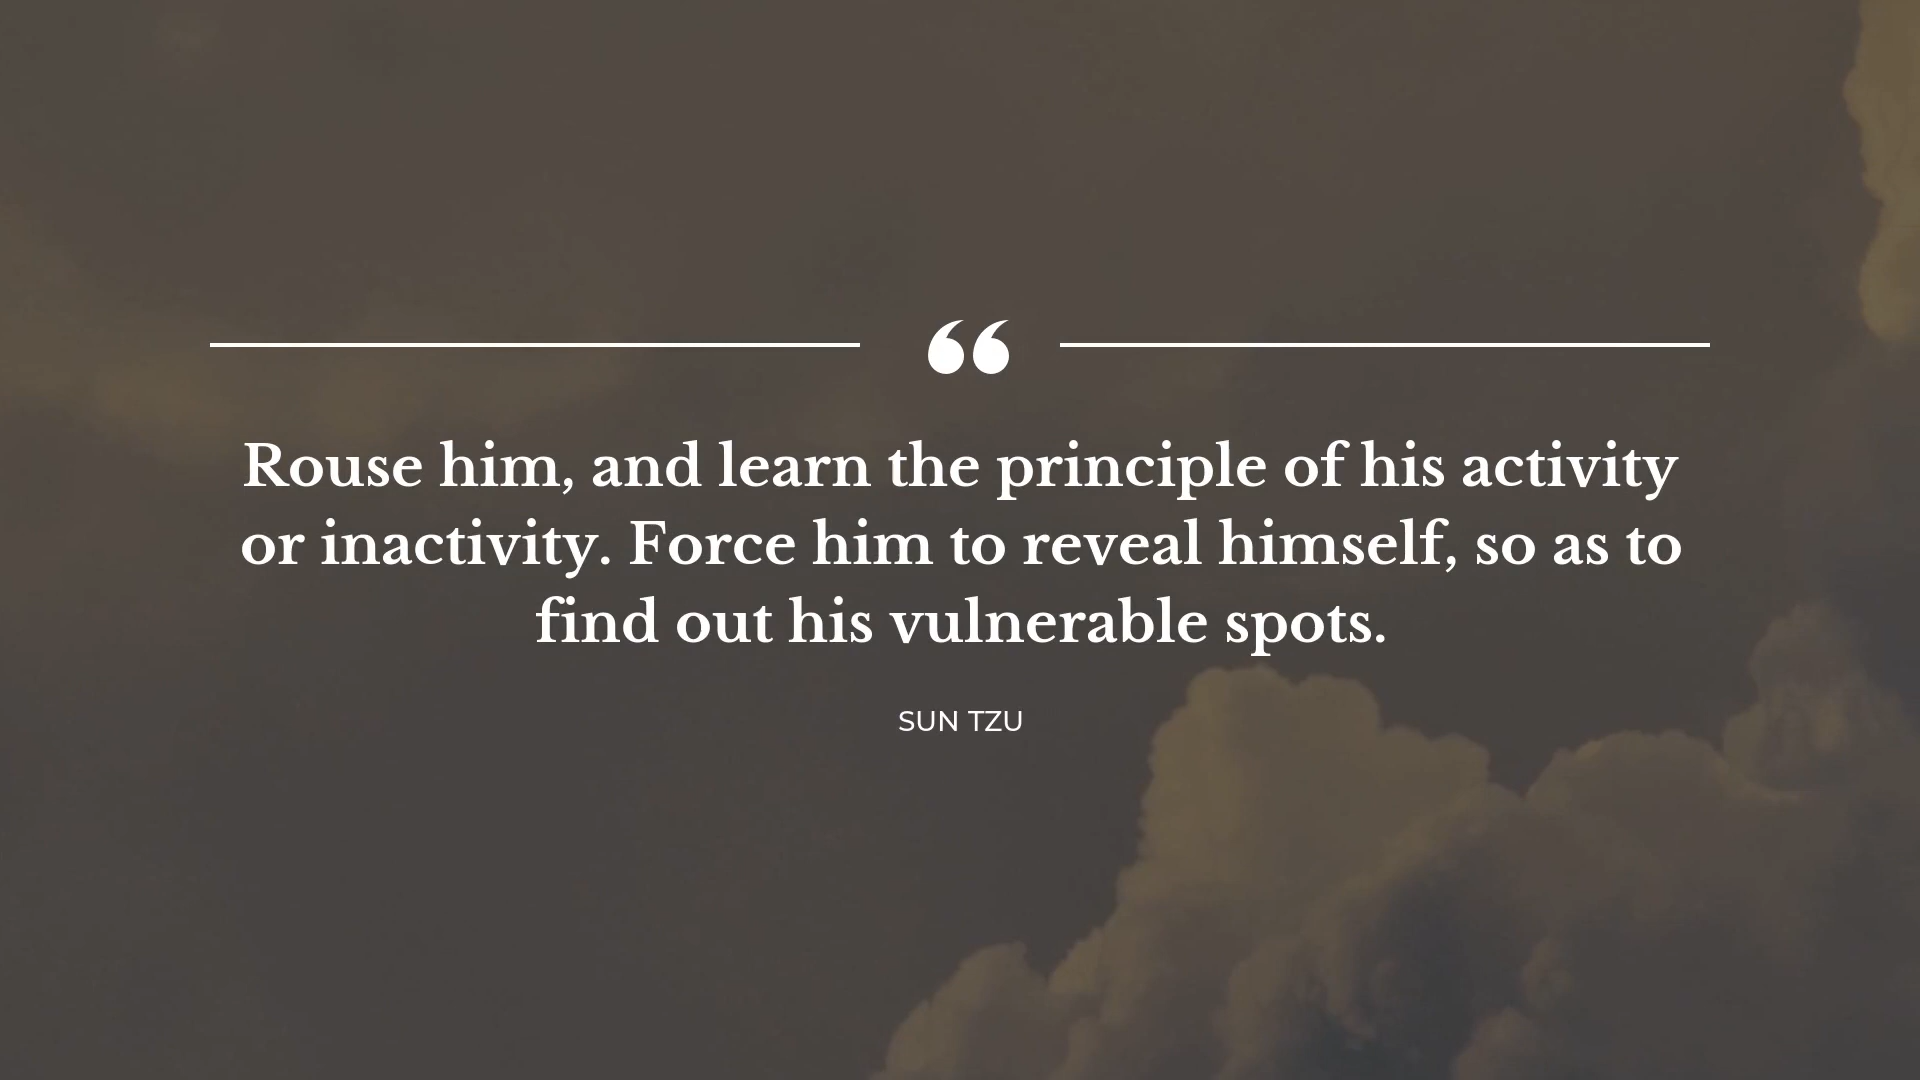 “
Rouse him, and learn the principle of his activity
or inactivity. Force him to reveal himself, so as to
find out his vulnerable spots.
SUN TZU